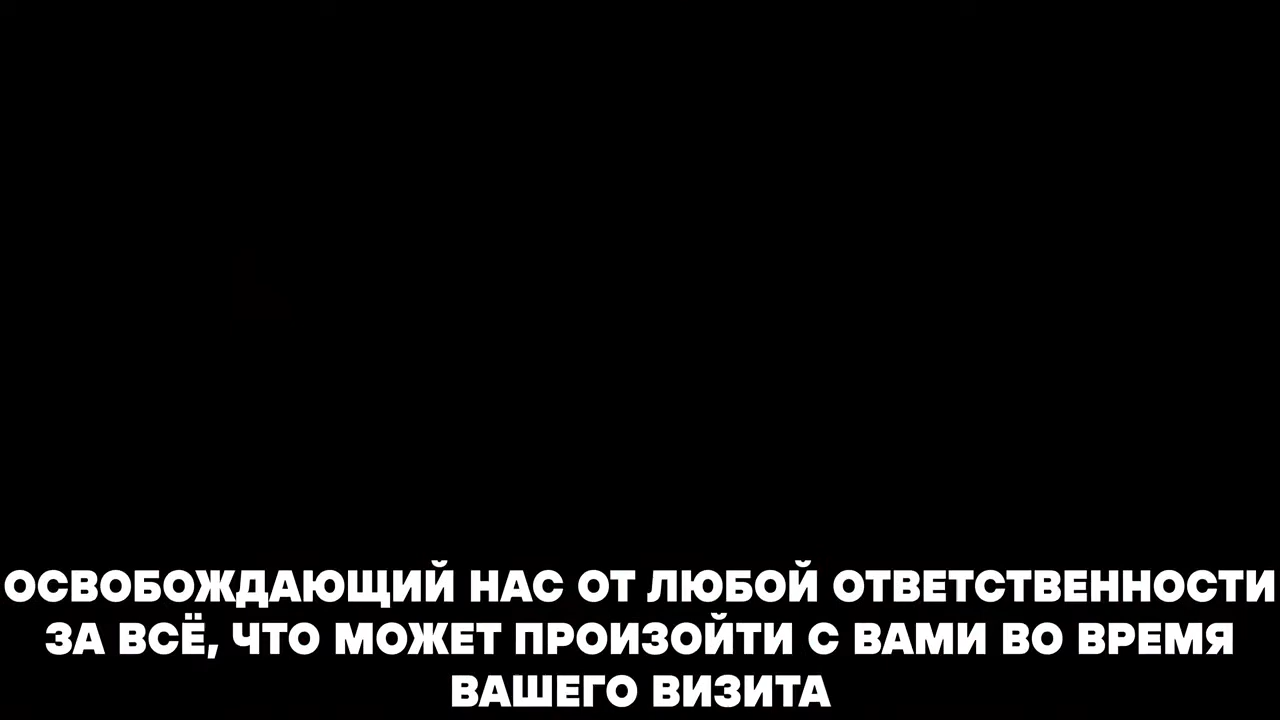 ОСВОБОЖДАЮЩИЙ НАС ОТ ЛЮБОЙ ОТВЕТСТВЕННОСТИ
ЗА ВСЁ, ЧТО МОЖЕТ ПРОИЗОЙТИ С ВАМИ ВО ВРЕМЯ
ВАШЕГО ВИЗИТА